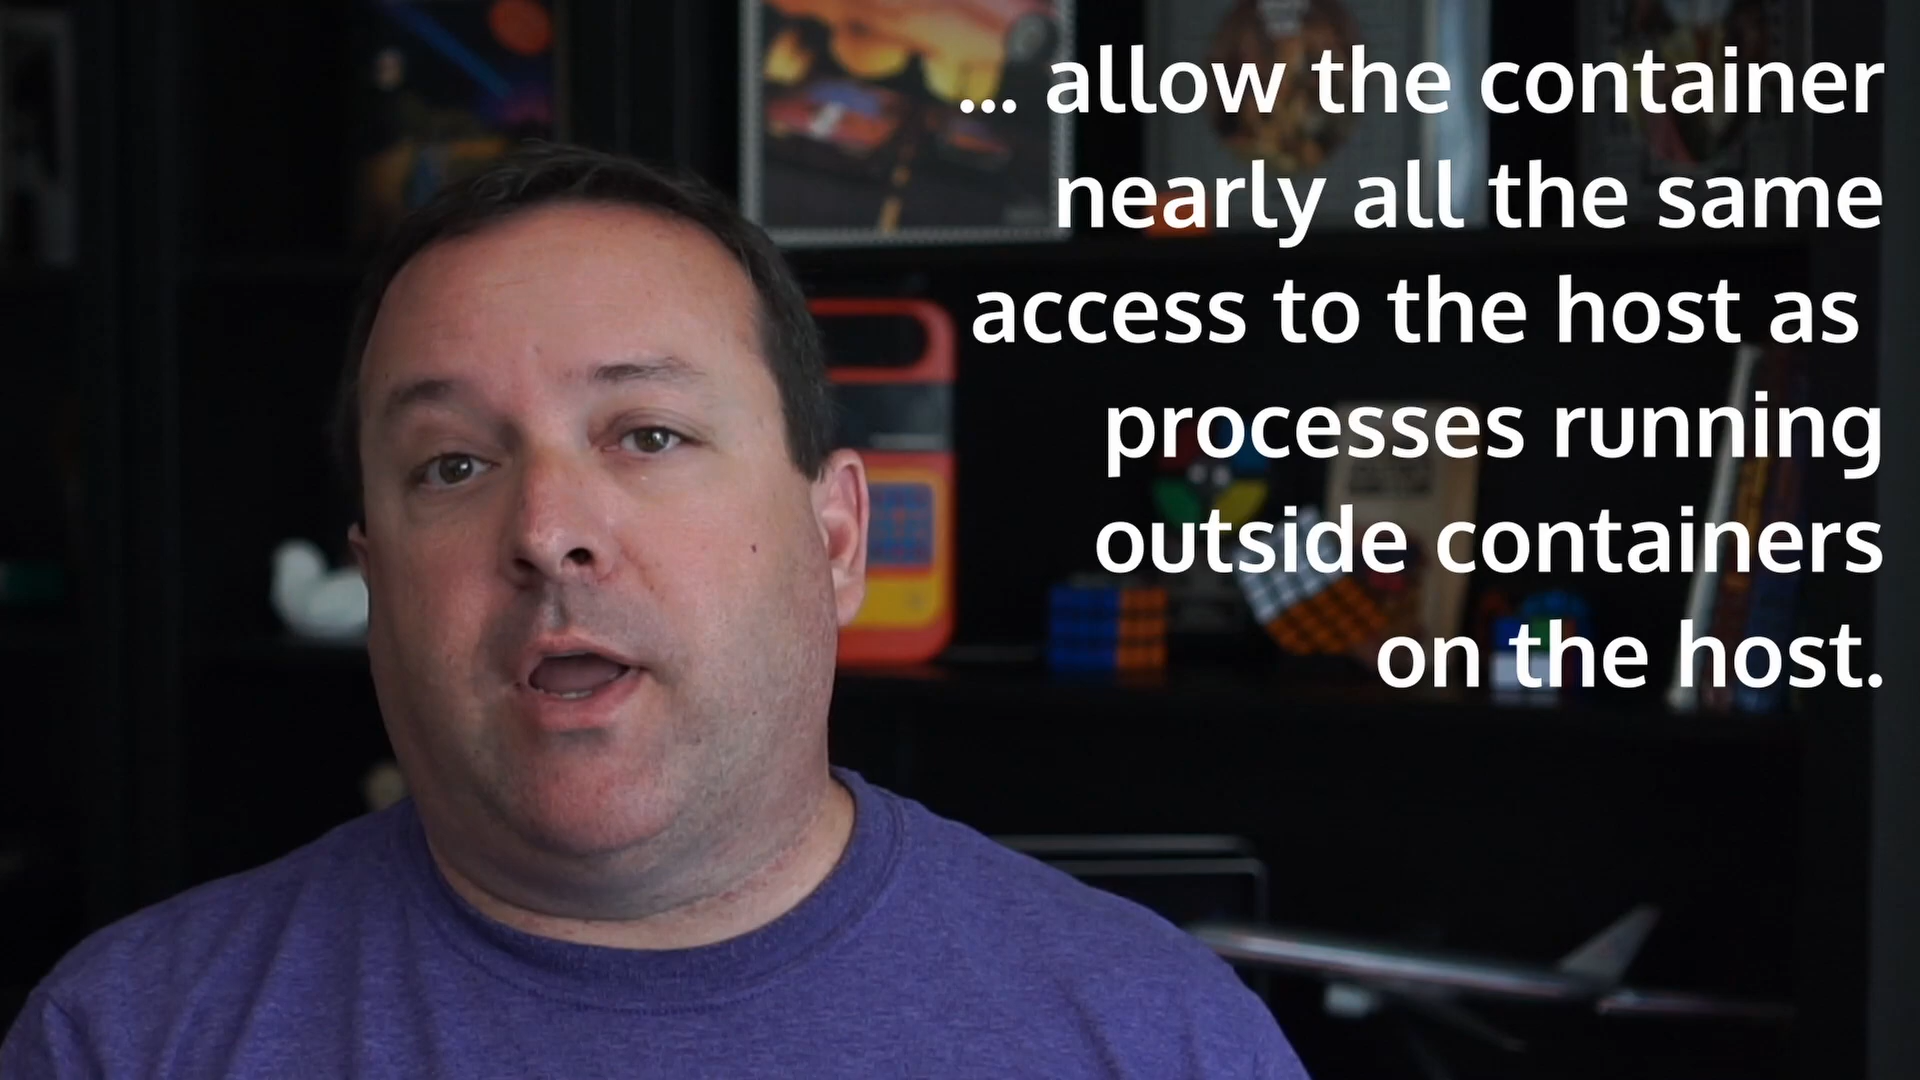 ... allow the container
nearly all the same
access to the host as
processes running
outside containers
on the host.